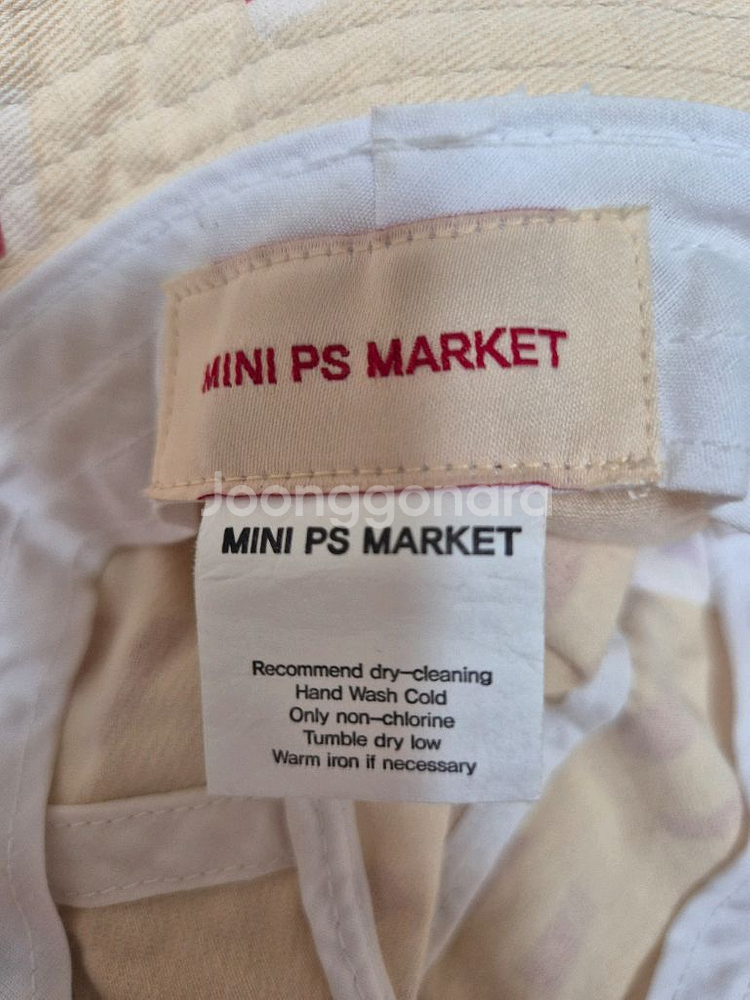 MINI PS MARKET
Joonggonara
MINI PS MARKET
Recommend dry-cleaning
Hand Wash Cold
Only non-chlorine
Tumble dry low
Warm iron if necessary